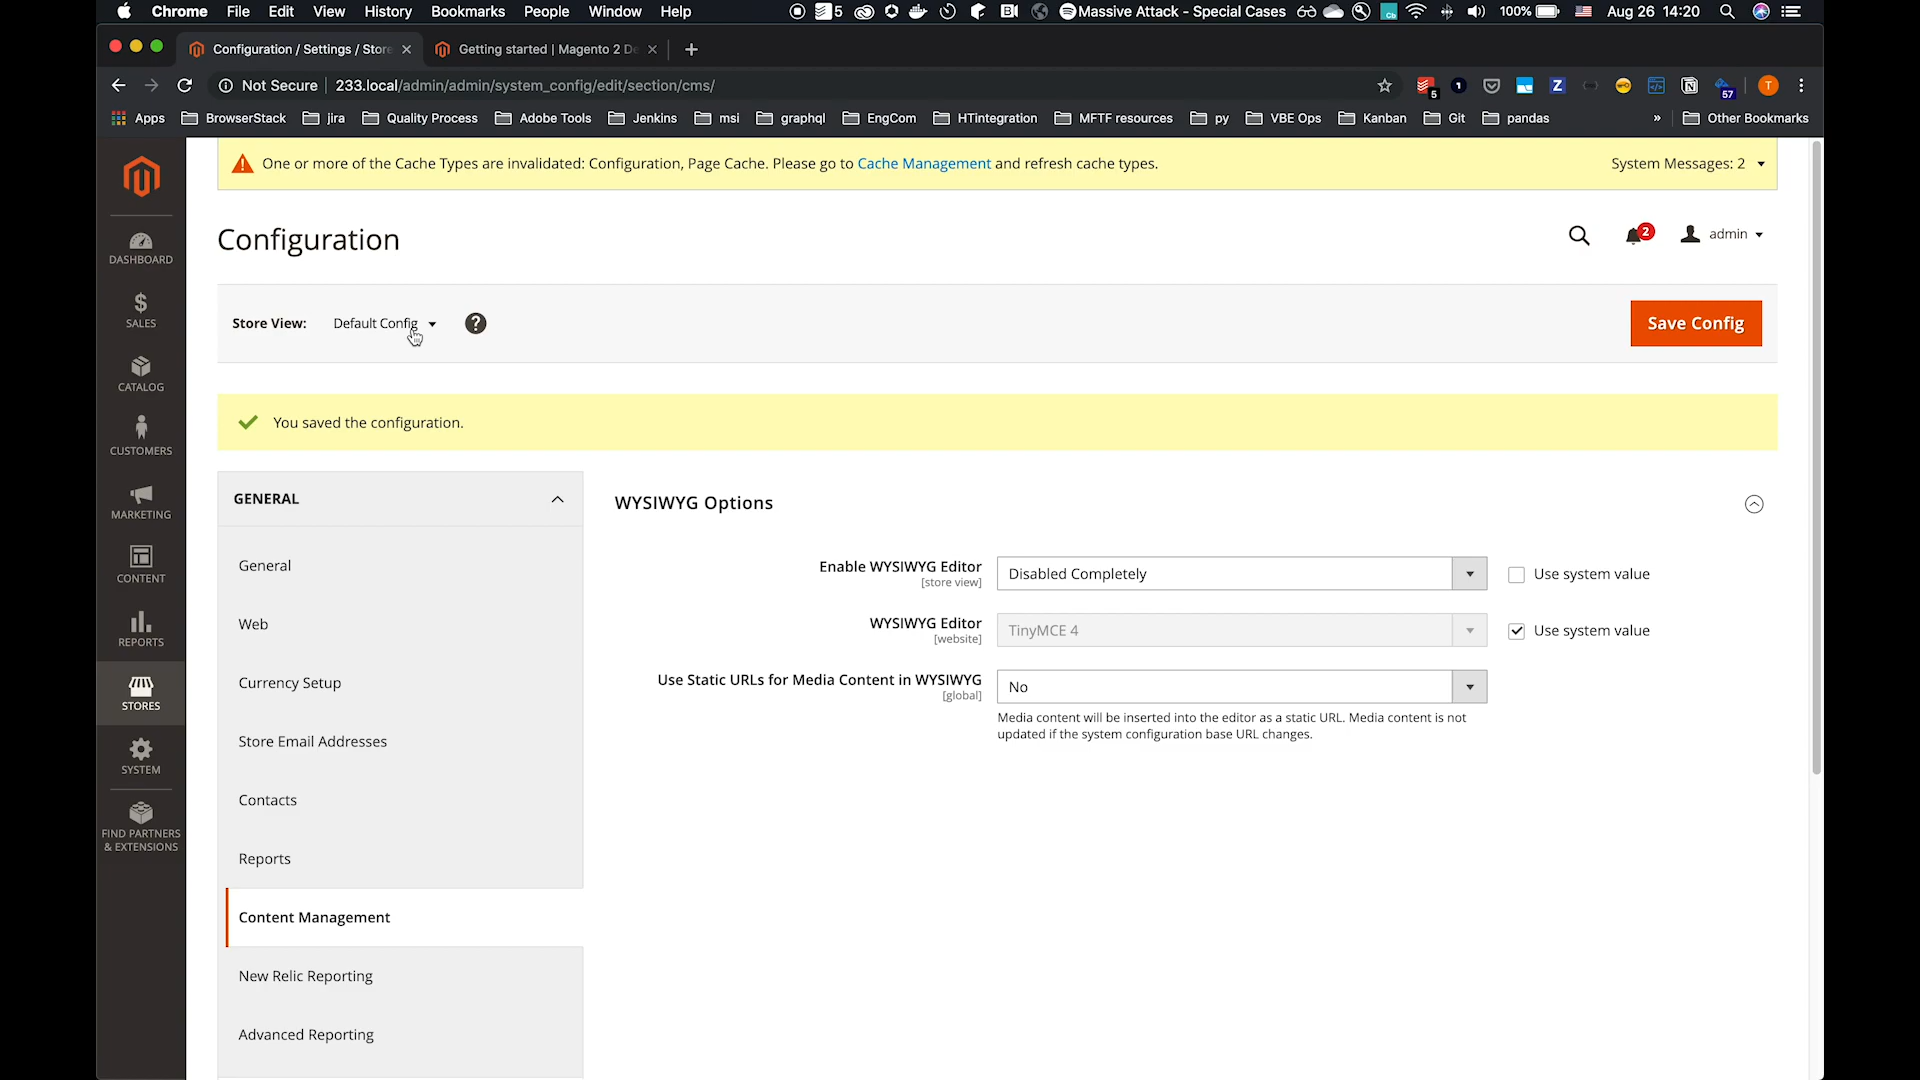 Chrome File Edit View History Bookmarks People Window Help 5 Massive Attack - Special Cases 100% Aug 26 14:20
Configuration / Settings / Store Getting started | Magento 2 De
Not Secure 233.local/admin/admin/system_config/edit/section/cms/ 5 1 Z 57 T
Apps BrowserStack jira Quality Process Adobe Tools Jenkins msi graphql EngCom HTintegration MFTF resources py VBE Ops Kanban Git pandas » Other Bookmarks
One or more of the Cache Types are invalidated: Configuration, Page Cache. Please go to Cache Management and refresh cache types. System Messages: 2
Configuration
2 admin
Store View: Default Config ? Save Config
You saved the configuration.
DASHBOARD
SALES
CATALOG
CUSTOMERS
MARKETING
CONTENT
REPORTS
STORES
SYSTEM
FIND PARTNERS
& EXTENSIONS
GENERAL
General
Web
Currency Setup
Store Email Addresses
Contacts
Reports
Content Management
New Relic Reporting
Advanced Reporting
WYSIWYG Options
Enable WYSIWYG Editor Disabled Completely Use system value
[store view]
WYSIWYG Editor TinyMCE 4 Use system value
[website]
Use Static URLs for Media Content in WYSIWYG No
[global]
Media content will be inserted into the editor as a static URL. Media content is not
updated if the system configuration base URL changes.